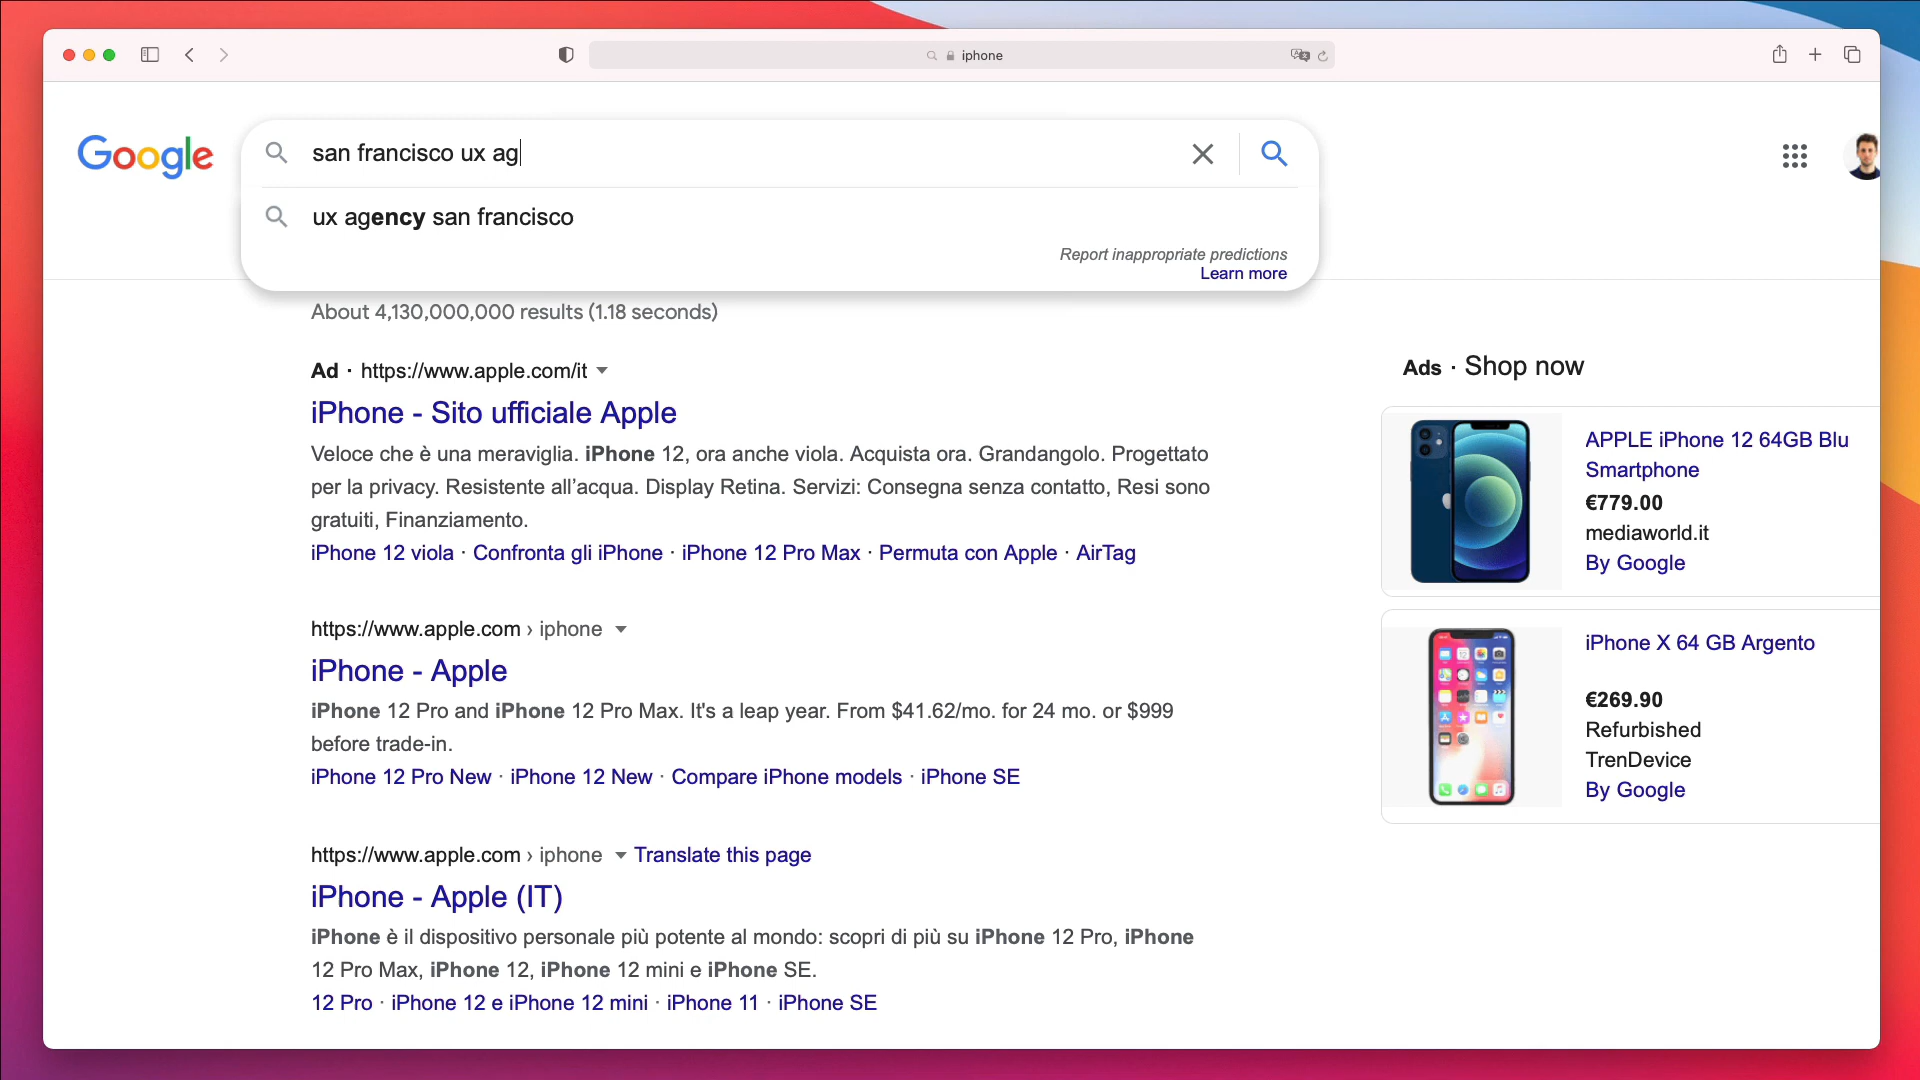 iphone
Google
san francisco ux ag
ux agency san francisco
Report inappropriate predictions
Learn more
About 4,130,000,000 results (1.18 seconds)
Ad · https://www.apple.com/it
iPhone - Sito ufficiale Apple
Veloce che è una meraviglia. iPhone 12, ora anche viola. Acquista ora. Grandangolo. Progettato
per la privacy. Resistente all’acqua. Display Retina. Servizi: Consegna senza contatto, Resi sono
gratuiti, Finanziamento.
iPhone 12 viola · Confronta gli iPhone · iPhone 12 Pro Max · Permuta con Apple · AirTag
https://www.apple.com › iphone
iPhone - Apple
iPhone 12 Pro and iPhone 12 Pro Max. It's a leap year. From $41.62/mo. for 24 mo. or $999
before trade-in.
iPhone 12 Pro New · iPhone 12 New · Compare iPhone models · iPhone SE
https://www.apple.com › iphone Translate this page
iPhone - Apple (IT)
iPhone è il dispositivo personale più potente al mondo: scopri di più su iPhone 12 Pro, iPhone
12 Pro Max, iPhone 12, iPhone 12 mini e iPhone SE.
12 Pro · iPhone 12 e iPhone 12 mini · iPhone 11 · iPhone SE
Ads · Shop now
APPLE iPhone 12 64GB Blu
Smartphone
€779.00
mediaworld.it
By Google
iPhone X 64 GB Argento
€269.90
Refurbished
TrenDevice
By Google